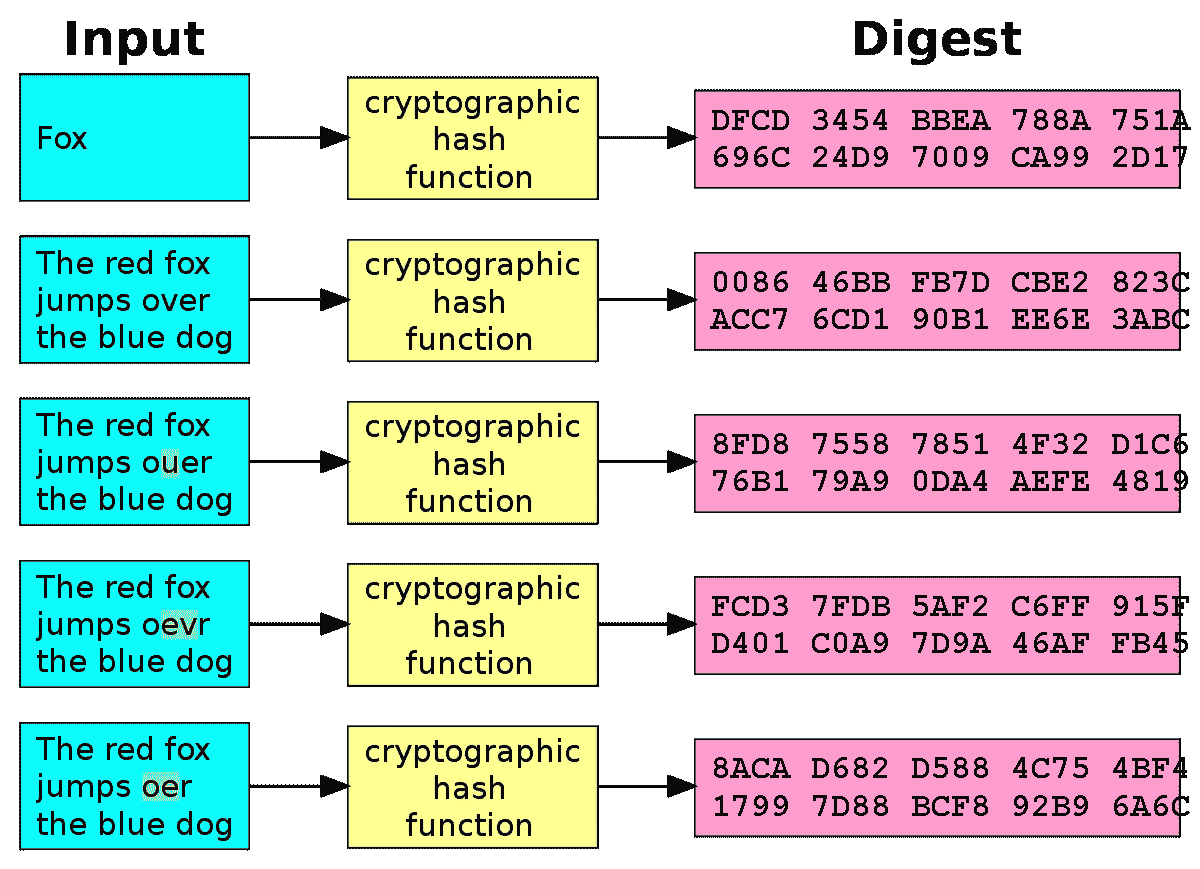 Input
Digest
Fox
cryptographic
hash
function
DFCD 3454 BBEA 788A 751A
696C 24D9 7009 CA99 2D17
The red fox
jumps over
the blue dog
cryptographic
hash
function
0086 46BB FB7D CBE2 823C
ACC7 6CD1 90B1 EE6E 3ABC
The red fox
jumps ouer
the blue dog
cryptographic
hash
function
8FD8 7558 7851 4F32 D1C6
76B1 79A9 0DA4 AEFE 4819
The red fox
jumps oevr
the blue dog
cryptographic
hash
function
FCD3 7FDB 5AF2 C6FF 915F
D401 C0A9 7D9A 46AF FB45
The red fox
jumps oer
the blue dog
cryptographic
hash
function
8ACA D682 D588 4C75 4BF4
1799 7D88 BCF8 92B9 6A6C